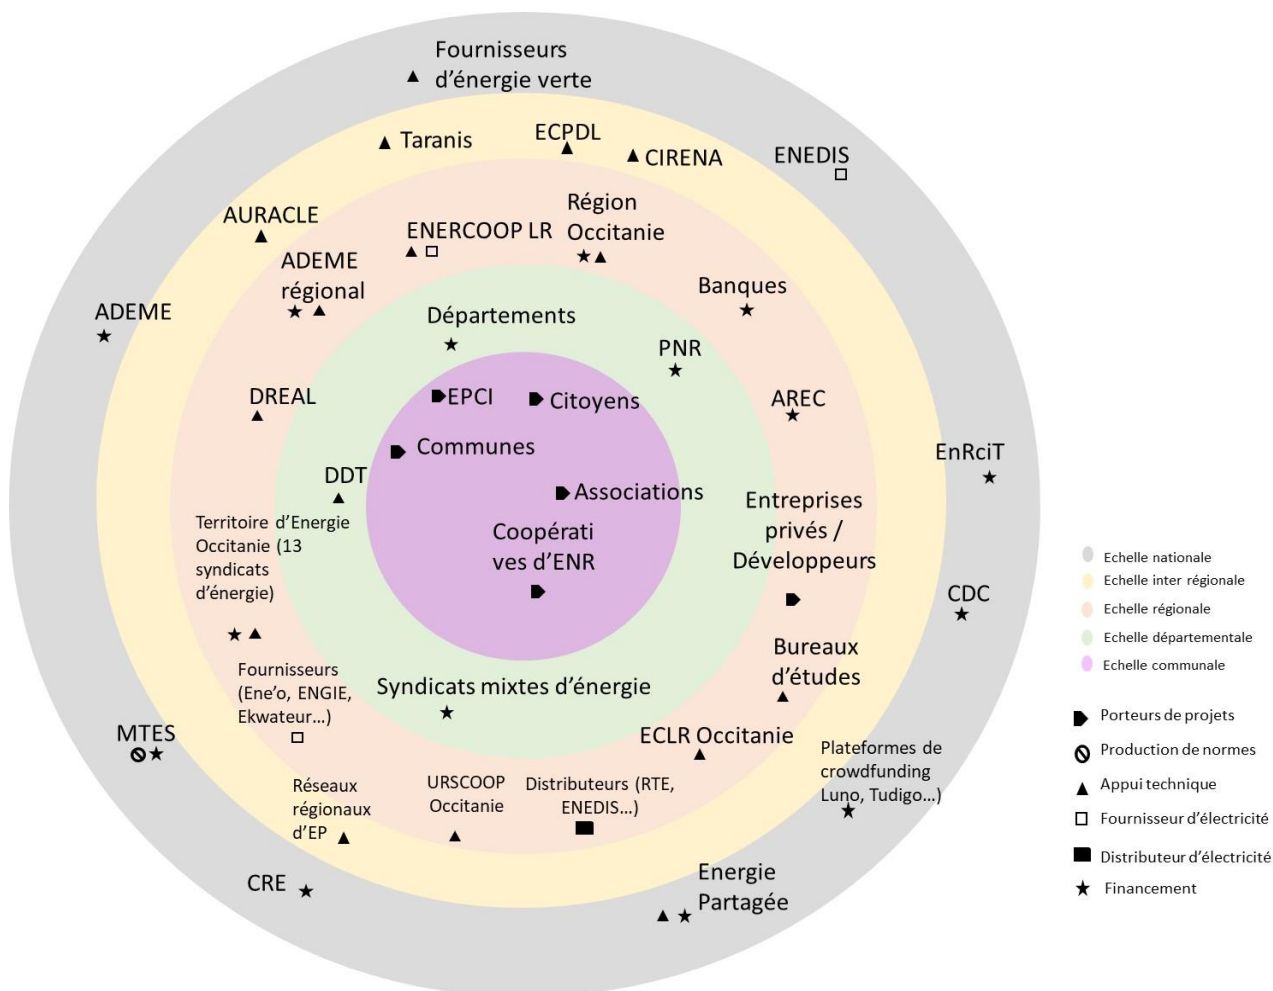 Fournisseurs
d'énergie verte
Taranis
ECPDL
CIRENA
ENEDIS
AURACLE
ENERCOOP LR
Région
Occitanie
ADEME
régional
Banques
ADEME
Départements
PNR
DREAL
EPCI
Citoyens
AREC
Communes
EnRciT
DDT
Associations
Entreprises
privés /
Développeurs
Territoire d'Energie
Occitanie (13
syndicats
d'énergie)
Coopérati
ves d'ENR
CDC
Bureaux
d'études
Fournisseurs
(Ene'o, ENGIE,
Ekwateur...)
Syndicats mixtes d'énergie
MTES
ECLR Occitanie
Plateformes de
crowdfunding
Luno, Tudigo...)
Réseaux
régionaux
d'EP
URSCOOP
Occitanie
Distributeurs (RTE,
ENEDIS...)
CRE
Energie
Partagée
Echelle nationale
Echelle inter régionale
Echelle régionale
Echelle départementale
Echelle communale
Porteurs de projets
Production de normes
Appui technique
Fournisseur d'électricité
Distributeur d'électricité
Financement